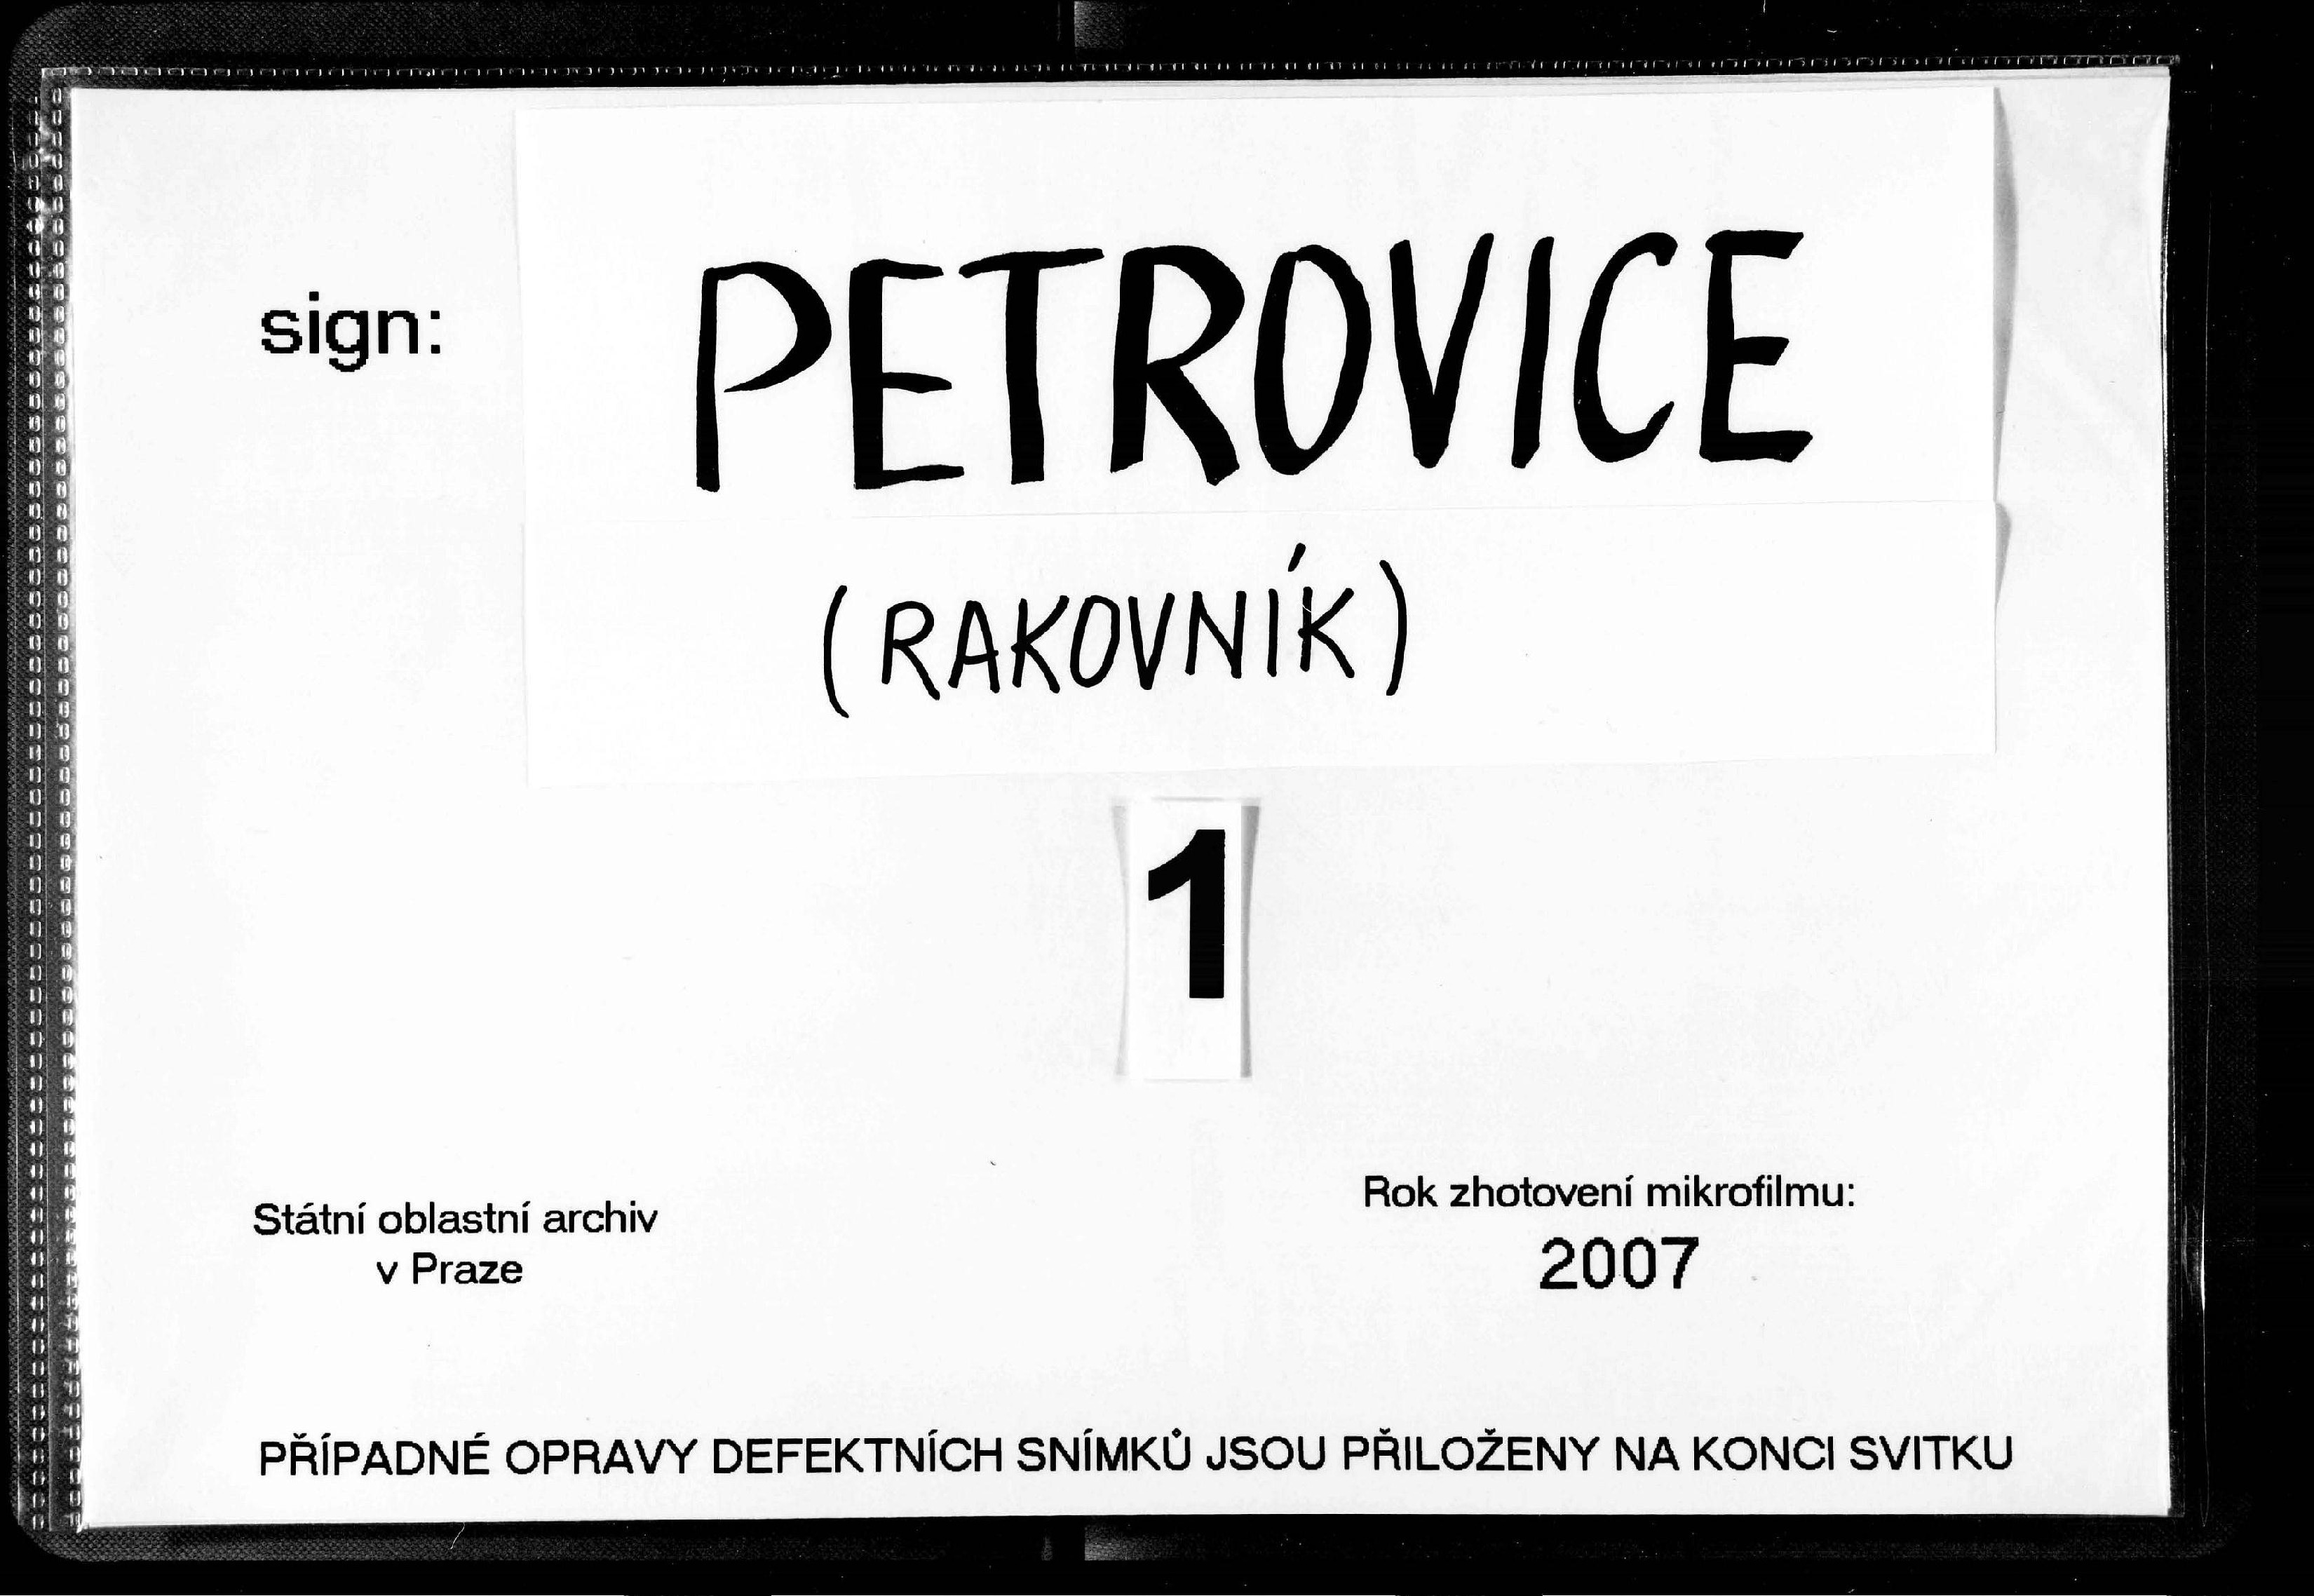 sign:
PETROVICE
(RAKOVNÍK)
1
Státní oblastní archiv
v Praze
Rok zhotovení mikrofilmu:
2007
PŘÍPADNÉ OPRAVY DEFEKTNÍCH SNÍMKŮ JSOU PŘILOŽENY NA KONCI SVITKU